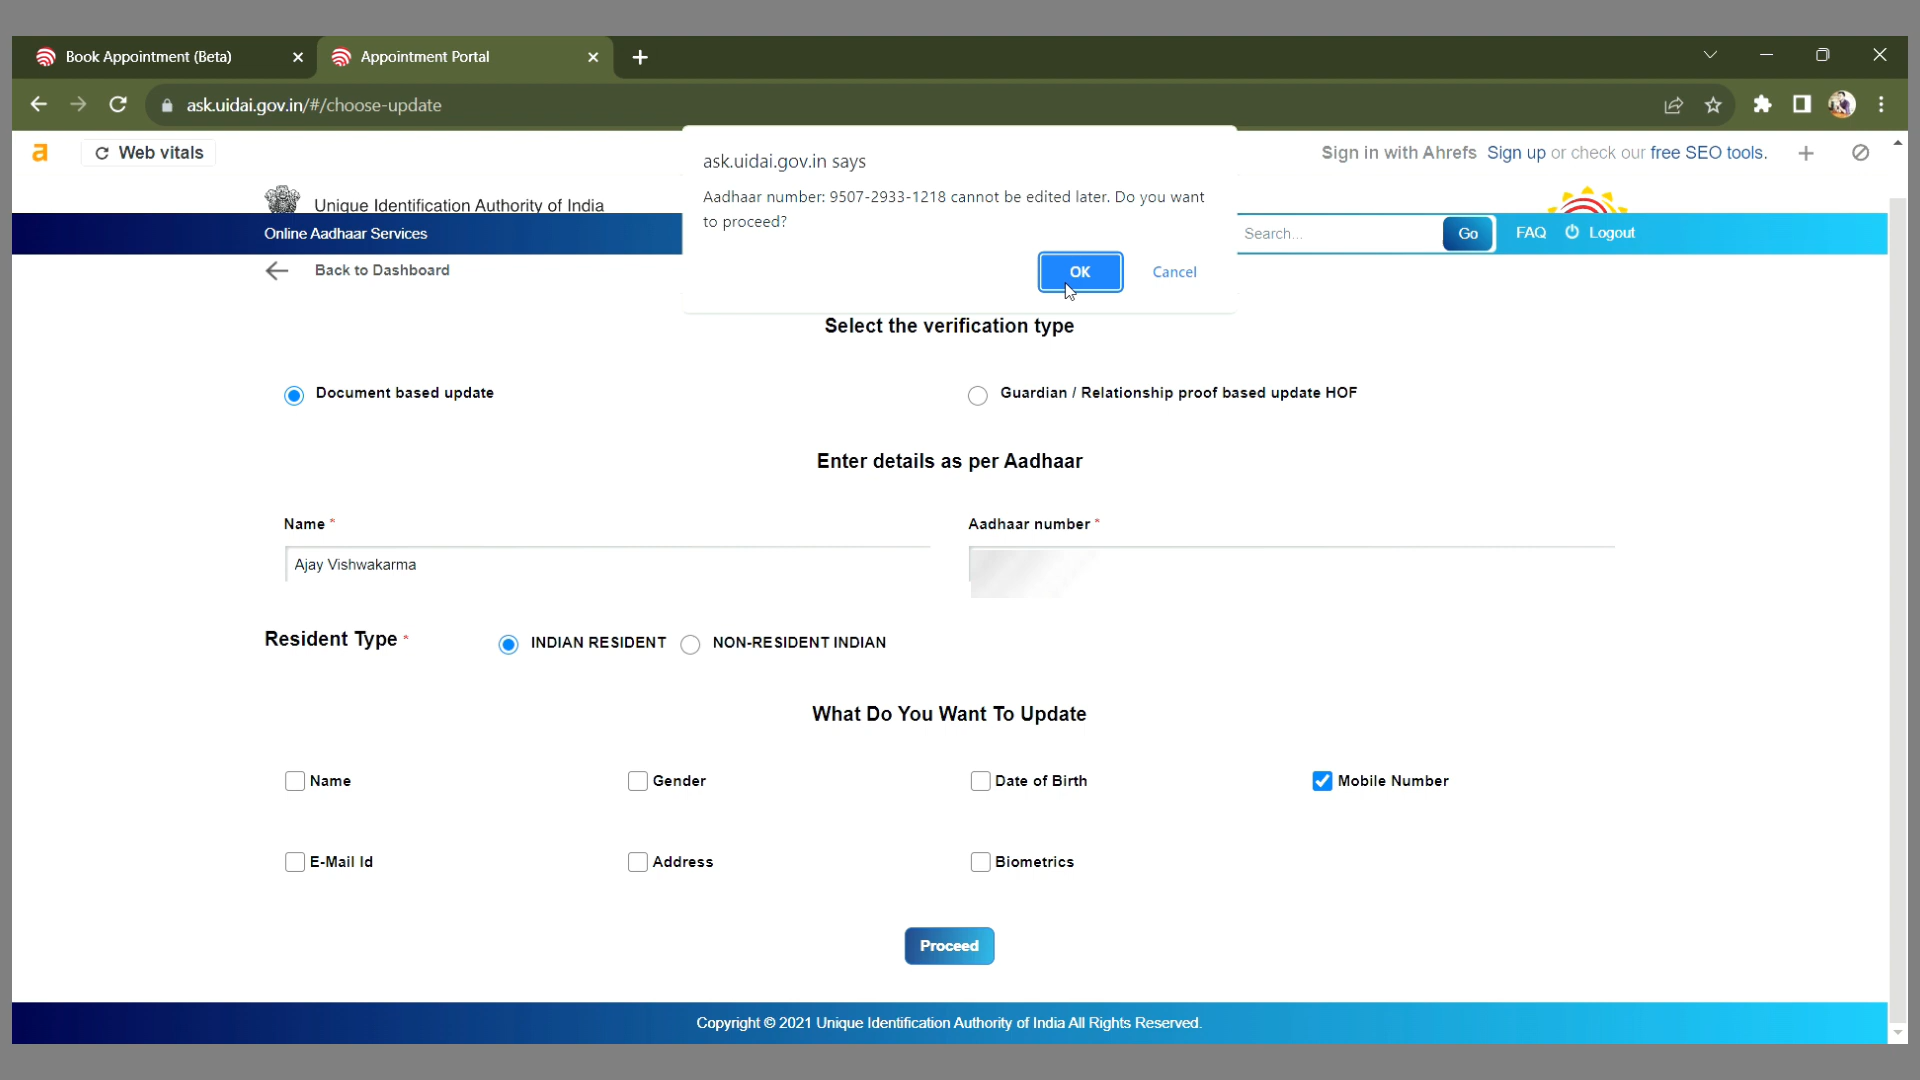 Book Appointment (Beta)
Appointment Portal
ask.uidai.gov.in/#/choose-update
a
Web vitals
Sign in with Ahrefs Sign up or check our free SEO tools.
ask.uidai.gov.in says
Aadhaar number: 9507-2933-1218 cannot be edited later. Do you want
to proceed?
OK
Cancel
Unique Identification Authority of India
Online Aadhaar Services
Search...
Go
FAQ
Logout
Back to Dashboard
Select the verification type
Document based update
Guardian / Relationship proof based update HOF
Enter details as per Aadhaar
Name *
Aadhaar number *
Ajay Vishwakarma
Resident Type *
INDIAN RESIDENT
NON-RESIDENT INDIAN
What Do You Want To Update
Name
Gender
Date of Birth
Mobile Number
E-Mail Id
Address
Biometrics
Proceed
Copyright © 2021 Unique Identification Authority of India All Rights Reserved.